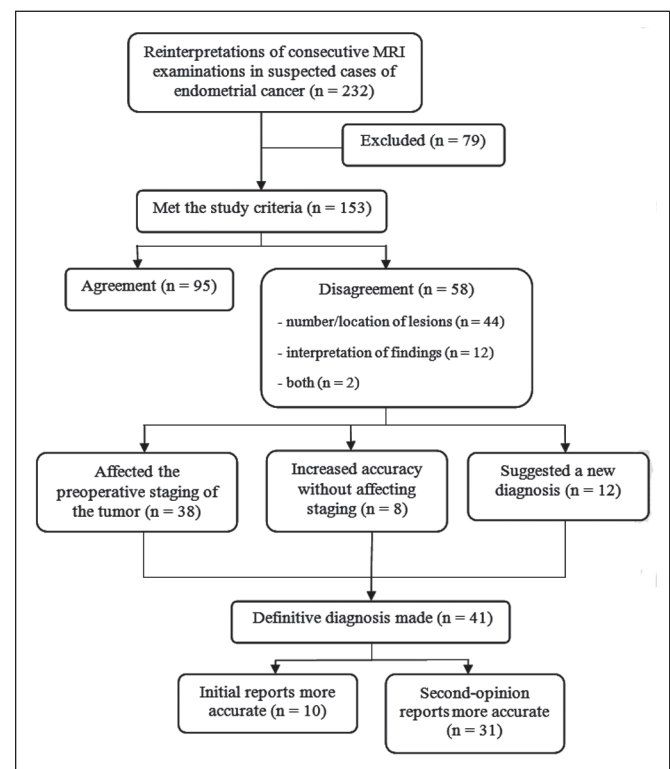 Reinterpretations of consecutive MRI
examinations in suspected cases of
endometrial cancer (n = 232)
Excluded (n = 79)
Met the study criteria (n = 153)
Agreement (n = 95)
Disagreement (n = 58)
- number/location of lesions (n = 44)
- interpretation of findings (n = 12)
- both (n = 2)
Affected the
preoperative staging of
the tumor (n = 38)
Increased accuracy
without affecting
staging (n = 8)
Suggested a new
diagnosis (n = 12)
Definitive diagnosis made (n = 41)
Initial reports more
accurate (n = 10)
Second-opinion
reports more accurate
(n = 31)